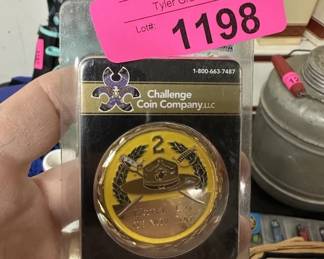 Tyler
Lot#:
1198
1-800-663-7487
Challenge
Coin Company,LLC
2